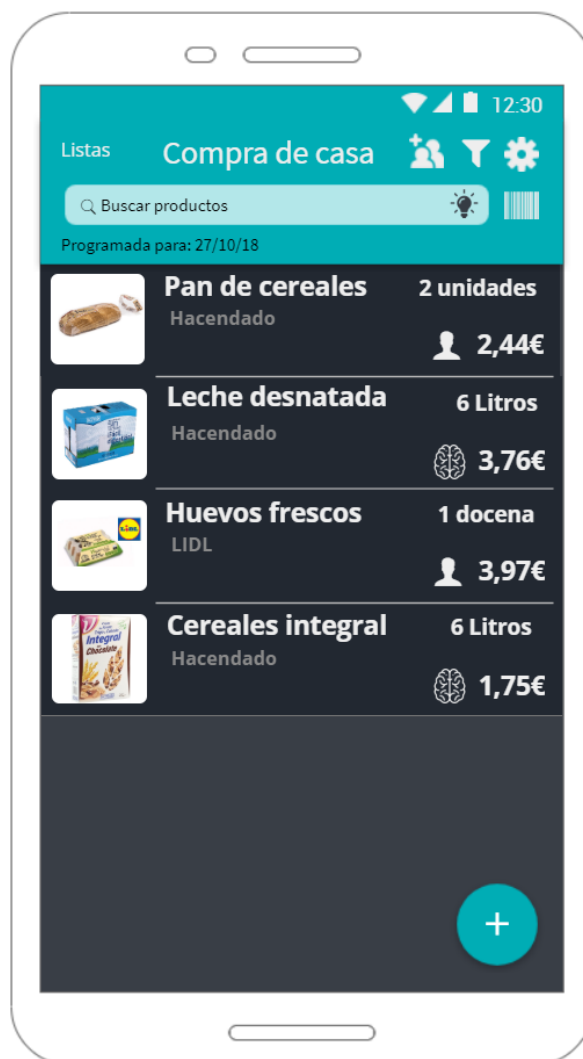 12:30
Listas Compra de casa
Buscar productos
Programada para: 27/10/18
Pan de cereales 2 unidades
Hacendado
2,44€
Leche desnatada 6 Litros
Hacendado
3,76€
Huevos frescos 1 docena
LIDL
LIDL
3,97€
Cereales integral 6 Litros
Integral
Chocolate
Hacendado
1,75€
+